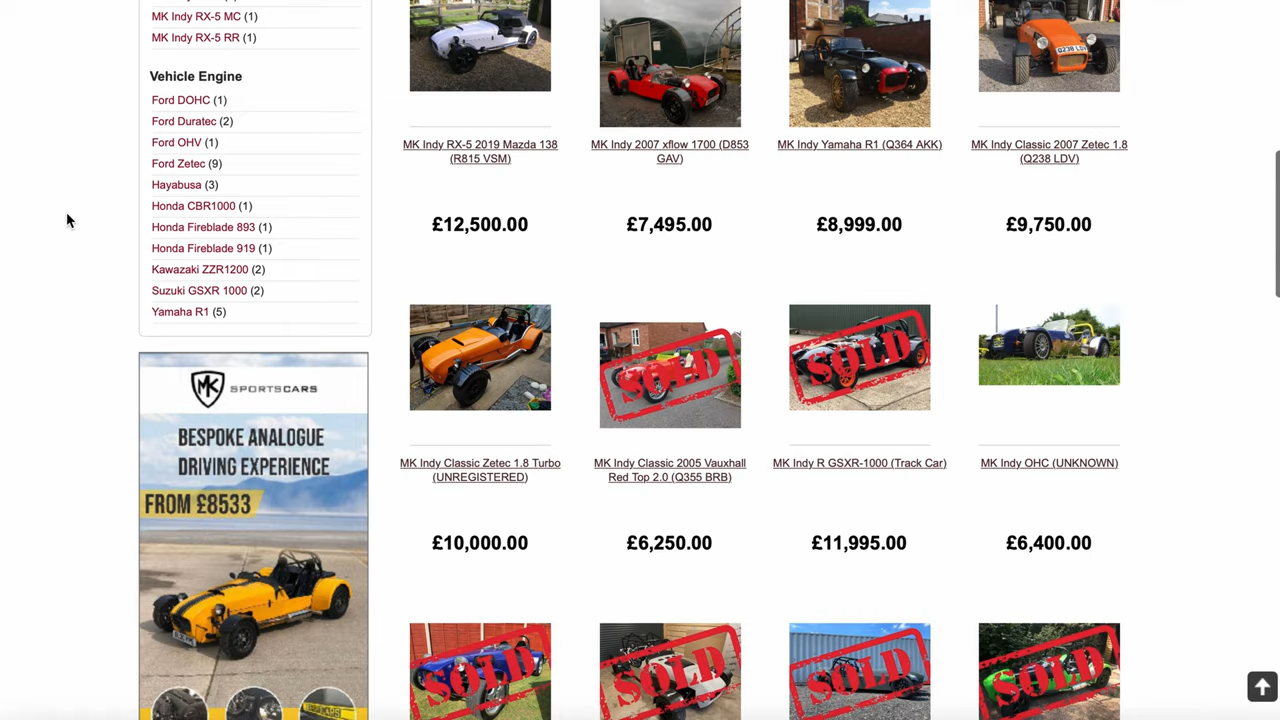 MK Indy RX-5 MC (1)
MK Indy RX-5 RR (1)
Vehicle Engine
Ford DOHC (1)
Ford Duratec (2)
Ford OHV (1)
Ford Zetec (9)
Hayabusa (3)
Honda CBR1000 (1)
Honda Fireblade 893 (1)
Honda Fireblade 919 (1)
Kawazaki ZZR1200 (2)
Suzuki GSXR 1000 (2)
Yamaha R1 (5)
MK SPORTSCARS
BESPOKE ANALOGUE
DRIVING EXPERIENCE
FROM £8533
Q238 LDV
MK Indy RX-5 2019 Mazda 138
(R815 VSM)
MK Indy 2007 xflow 1700 (D853
GAV)
MK Indy Yamaha R1 (Q364 AKK)
MK Indy Classic 2007 Zetec 1.8
(Q238 LDV)
£12,500.00
£7,495.00
£8,999.00
£9,750.00
SOLD
SOLD
MK Indy Classic Zetec 1.8 Turbo
(UNREGISTERED)
MK Indy Classic 2005 Vauxhall
Red Top 2.0 (Q355 BRB)
MK Indy R GSXR-1000 (Track Car)
MK Indy OHC (UNKNOWN)
£10,000.00
£6,250.00
£11,995.00
£6,400.00
SOLD
SOLD
SOLD
SOLD